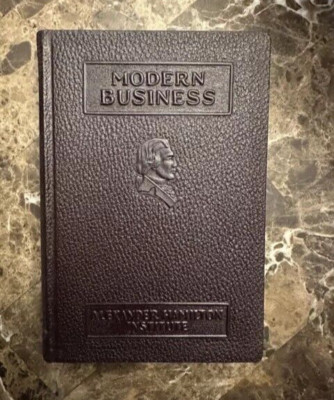 MODERN
BUSINESS
ALEXANDER HAMILTON
INSTITUTE